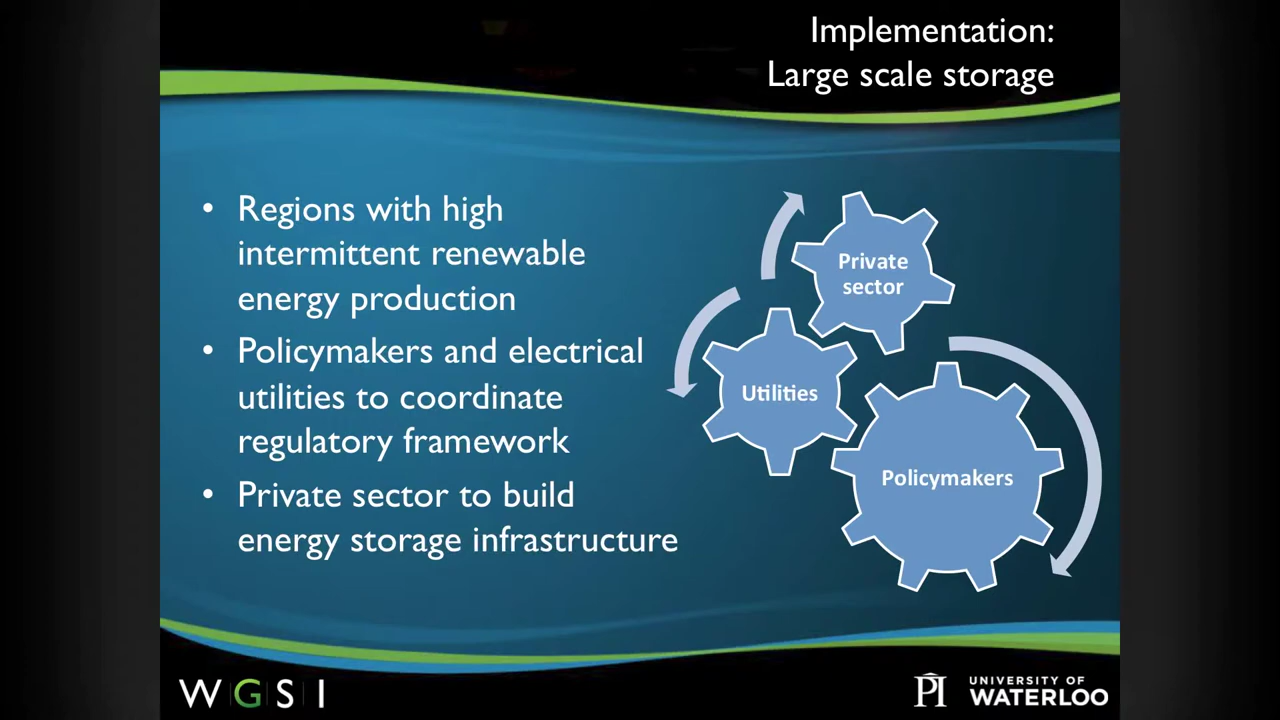 Implementation:
Large scale storage
• Regions with high
intermittent renewable
energy production
• Policymakers and electrical
utilities to coordinate
regulatory framework
• Private sector to build
energy storage infrastructure
Private
sector
Utilities
Policymakers
WGSI
PI
UNIVERSITY OF
WATERLOO